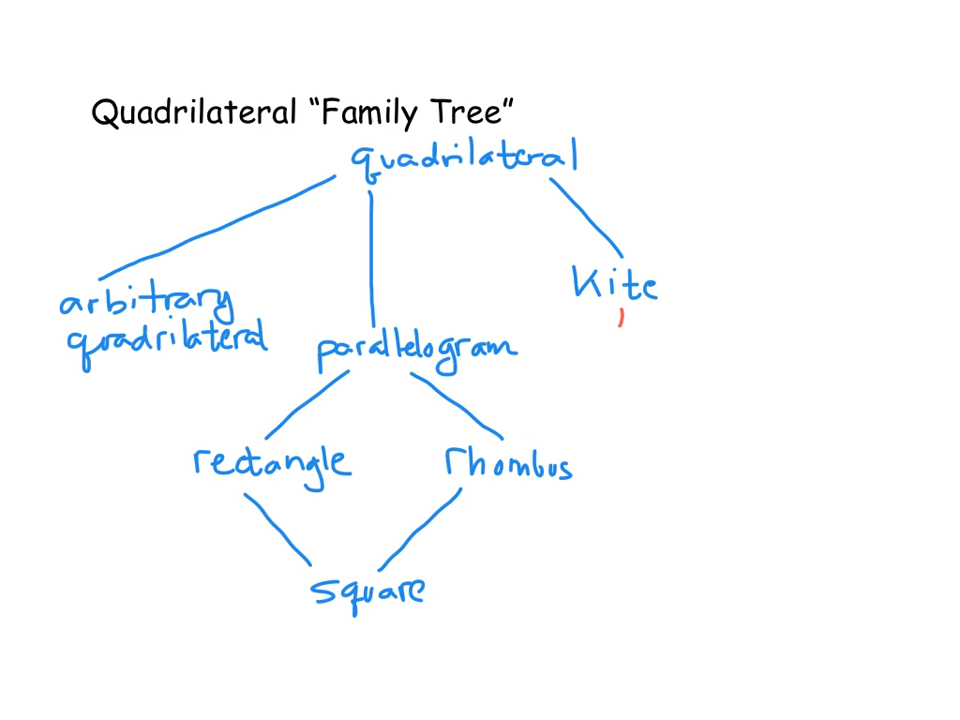 Quadrilateral “Family Tree”
quadrilateral
Kite
arbitrary
quadrilateral
parallelogram
rectangle
rhombus
square